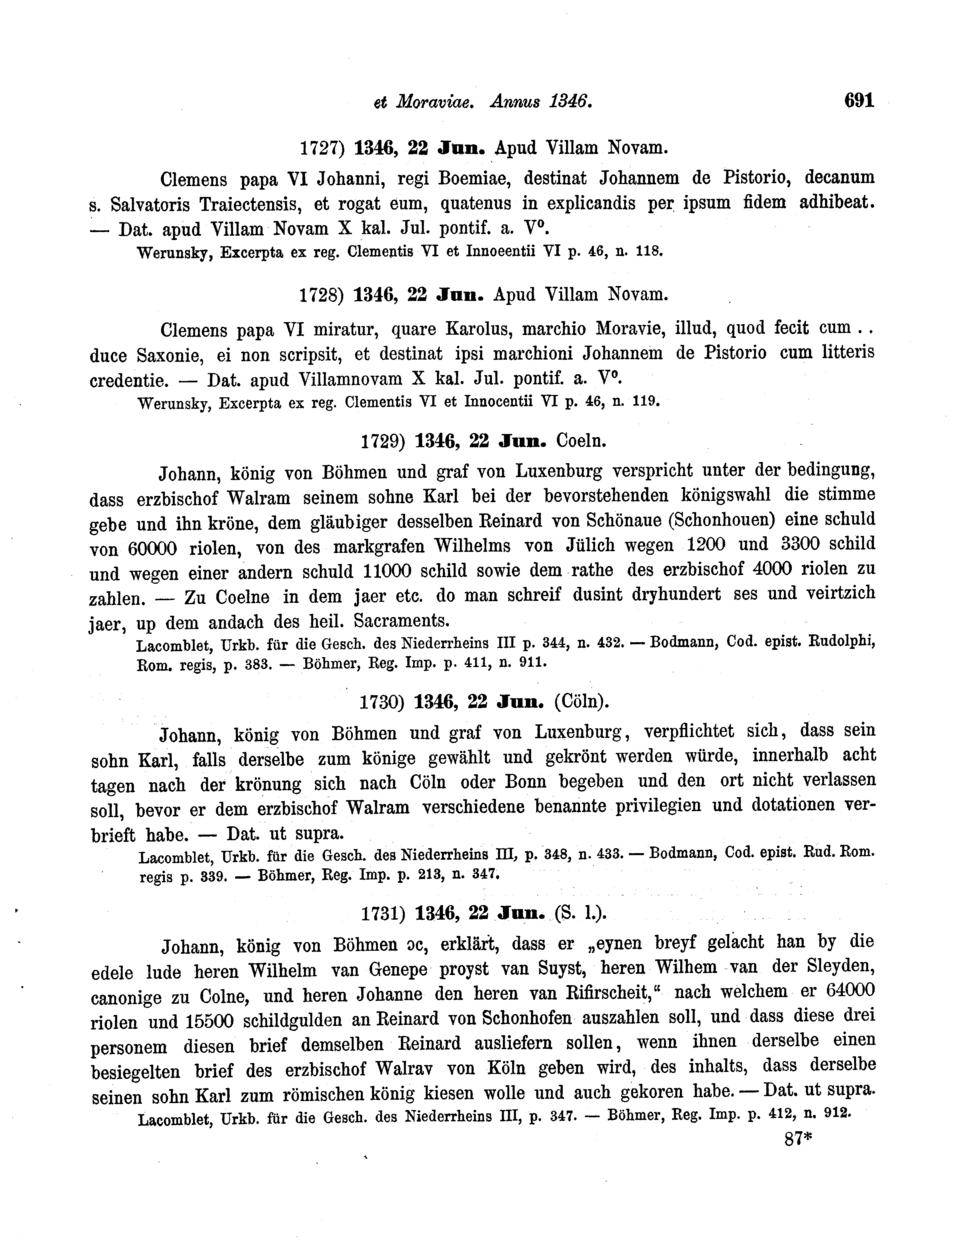 et Moraviae. Annus 1346. 691
1727) 1346, 22 Jun. Apud Villam Novam.
Clemens papa VI Johanni, regi Boemiae, destinat Johannem de Pistorio, decanum
s. Salvatoris Traiectensis, et rogat eum, quatenus in explicandis per ipsum fidem adhibeat.
— Dat. apud Villam Novam X kal. Jul. pontif. a. V⁰.
Werunsky, Excerpta ex reg. Clementis VI et Innoeentii VI p. 46, n. 118.
1728) 1346, 22 Jun. Apud Villam Novam.
Clemens papa VI miratur, quare Karolus, marchio Moravie, illud, quod fecit cum . .
duce Saxonie, ei non scripsit, et destinat ipsi marchioni Johannem de Pistorio cum litteris
credentie. — Dat. apud Villamnovam X kal. Jul. pontif. a. V⁰.
Werunsky, Excerpta ex reg. Clementis VI et Innocentii VI p. 46, n. 119.
1729) 1346, 22 Jun. Coeln.
Johann, könig von Böhmen und graf von Luxenburg verspricht unter der bedingung,
dass erzbischof Walram seinem sohne Karl bei der bevorstehenden königswahl die stimme
gebe und ihn kröne, dem gläubiger desselben Reinard von Schönaue (Schonhouen) eine schuld
von 60000 riolen, von des markgrafen Wilhelms von Jülich wegen 1200 und 3300 schild
und wegen einer andern schuld 11000 schild sowie dem rathe des erzbischof 4000 riolen zu
zahlen. — Zu Coelne in dem jaer etc. do man schreif dusint dryhundert ses und veirtzich
jaer, up dem andach des heil. Sacraments.
Lacomblet, Urkb. für die Gesch. des Niederrheins III p. 344, n. 432. — Bodmann, Cod. epist. Rudolphi,
Rom. regis, p. 383. — Böhmer, Reg. Imp. p. 411, n. 911.
1730) 1346, 22 Jun. (Cöln).
Johann, könig von Böhmen und graf von Luxenburg, verpflichtet sich, dass sein
sohn Karl, falls derselbe zum könige gewählt und gekrönt werden würde, innerhalb acht
tagen nach der krönung sich nach Cöln oder Bonn begeben und den ort nicht verlassen
soll, bevor er dem erzbischof Walram verschiedene benannte privilegien und dotationen ver-
brieft habe. — Dat. ut supra.
Lacomblet, Urkb. für die Gesch. des Niederrheins III, p. 348, n. 433. — Bodmann, Cod. epist. Rud. Rom.
regis p. 339. — Böhmer, Reg. Imp. p. 213, n. 347.
1731) 1346, 22 Jun. (S. l.).
Johann, könig von Böhmen ɔc, erklärt, dass er „eynen breyf gelacht han by die
edele lude heren Wilhelm van Genepe proyst van Suyst, heren Wilhem van der Sleyden,
canonige zu Colne, und heren Johanne den heren van Rifirscheit,“ nach welchem er 64000
riolen und 15500 schildgulden an Reinard von Schonhofen auszahlen soll, und dass diese drei
personem diesen brief demselben Reinard ausliefern sollen, wenn ihnen derselbe einen
besiegelten brief des erzbischof Walrav von Köln geben wird, des inhalts, dass derselbe
seinen sohn Karl zum römischen könig kiesen wolle und auch gekoren habe. — Dat. ut supra.
Lacomblet, Urkb. für die Gesch. des Niederrheins III, p. 347. — Böhmer, Reg. Imp. p. 412, n. 912.
87*